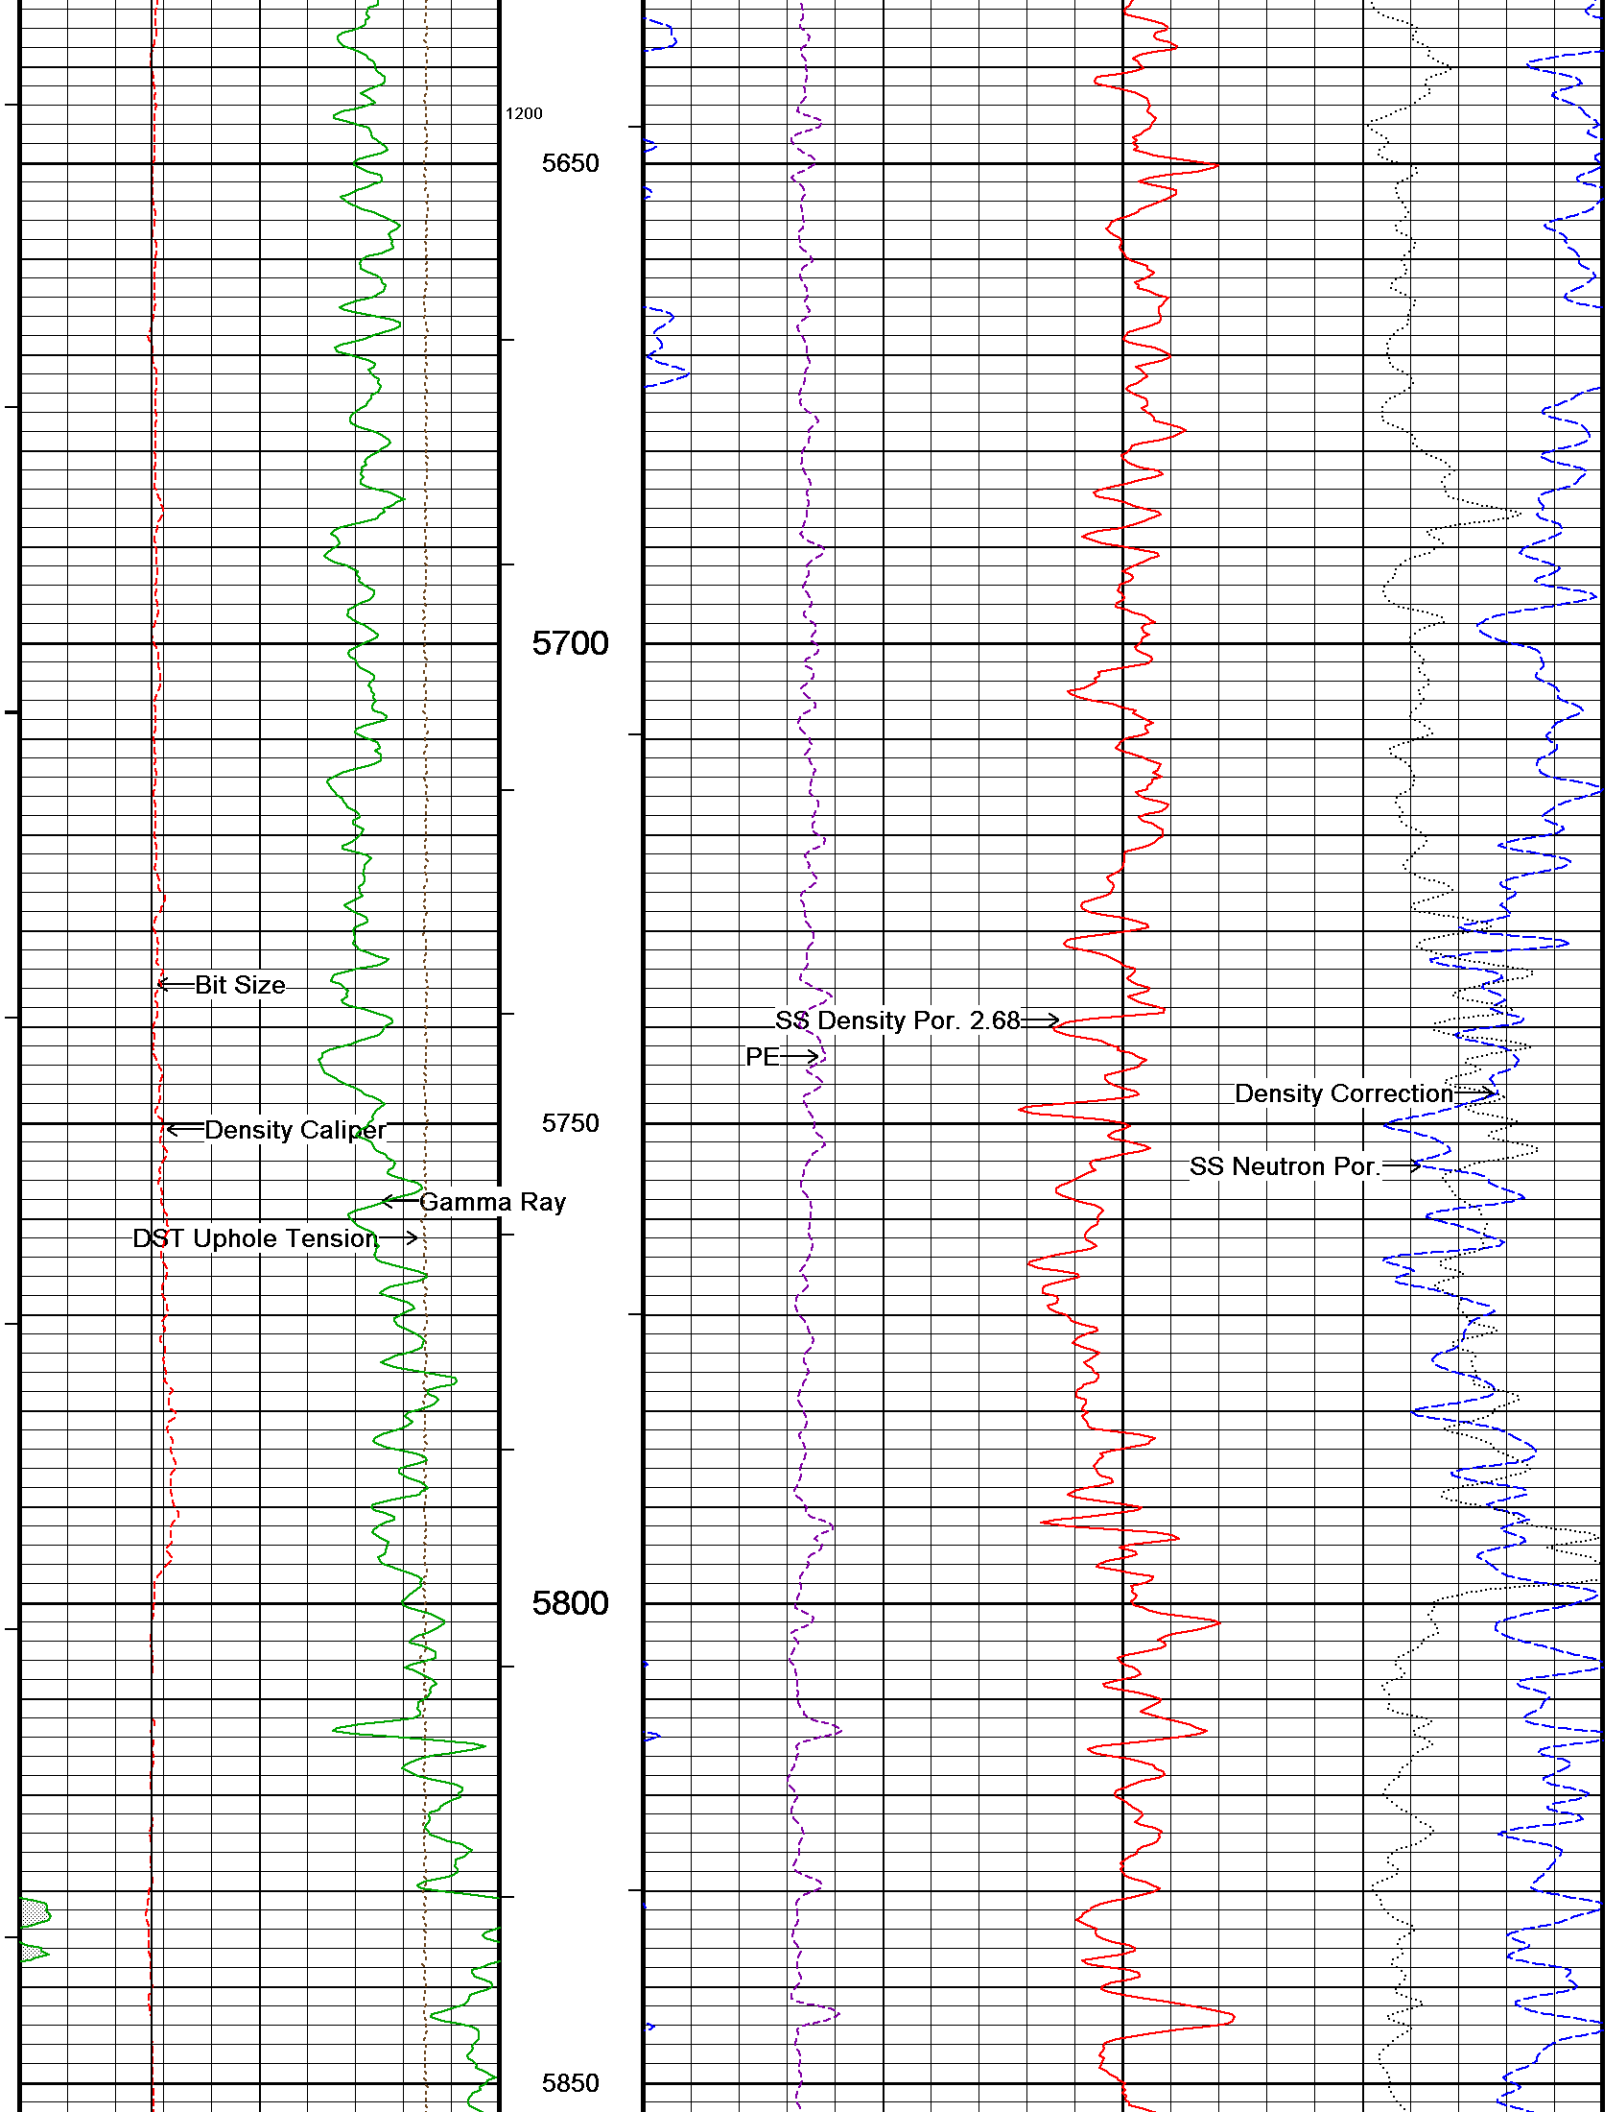 1200
5650
5700
Bit Size
SS Density Por. 2.68
PE
Density Correction
5750
Density Caliper
SS Neutron Por.
Gamma Ray
DST Uphole Tension
5800
5850